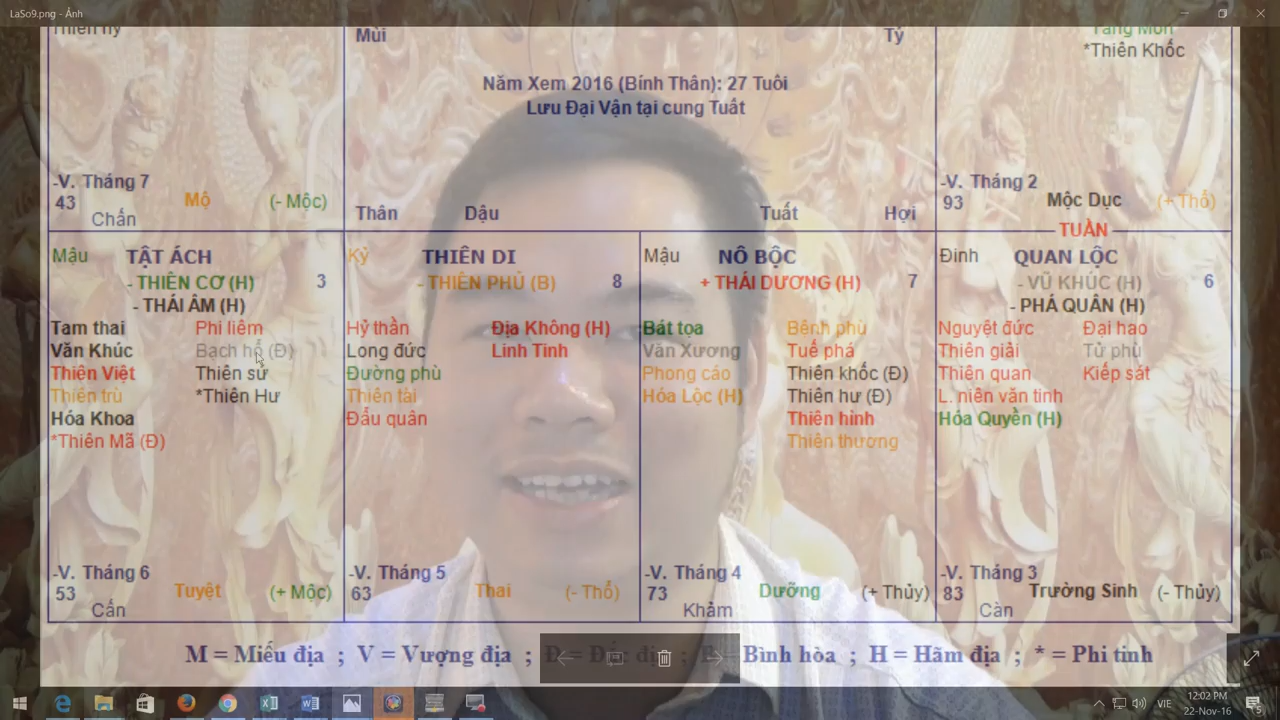 LaSo9.png - Ảnh
Thiên hỷ
Mùi
Tý
Tang Môn
*Thiên Khốc
Năm Xem 2016 (Bính Thân): 27 Tuổi
Lưu Đại Vận tại cung Tuất
-V. Tháng 7
43
Mộ
(- Mộc)
Chấn
Thân
Dậu
Tuất
Hợi
-V. Tháng 2
93
Mộc Dục
(+ Thổ)
TUẦN
Mậu
TẬT ÁCH
- THIÊN CƠ (H)
3
- THÁI ÂM (H)
Tam thai
Phi liêm
Văn Khúc
Bạch hổ (Đ)
Thiên Việt
Thiên sứ
Thiên trù
*Thiên Hư
Hóa Khoa
*Thiên Mã (Đ)
-V. Tháng 6
53
Tuyệt
(+ Mộc)
Cấn
Kỷ
THIÊN DI
- THIÊN PHỦ (B)
8
Hỷ thần
Địa Không (H)
Long đức
Linh Tinh
Đường phù
Thiên tài
Đẩu quân
-V. Tháng 5
63
Thai
(- Thổ)
Mậu
NÔ BỘC
+ THÁI DƯƠNG (H)
7
Bát tọa
Bệnh phù
Văn Xương
Tuế phá
Phong cáo
Thiên khốc (Đ)
Hóa Lộc (H)
Thiên hư (Đ)
Thiên hình
Thiên thương
-V. Tháng 4
73
Dưỡng
(+ Thủy)
Khảm
Đinh
QUAN LỘC
- VŨ KHÚC (H)
6
- PHÁ QUÂN (H)
Nguyệt đức
Đại hao
Thiên giải
Tử phù
Thiên quan
Kiếp sát
L. niên văn tinh
Hóa Quyền (H)
-V. Tháng 3
83
Trường Sinh
(- Thủy)
Càn
M = Miếu địa ; V = Vượng địa ; Bình hòa ; H = Hãm địa ; * = Phi tinh
VIE
12:02 PM
22-Nov-16
5